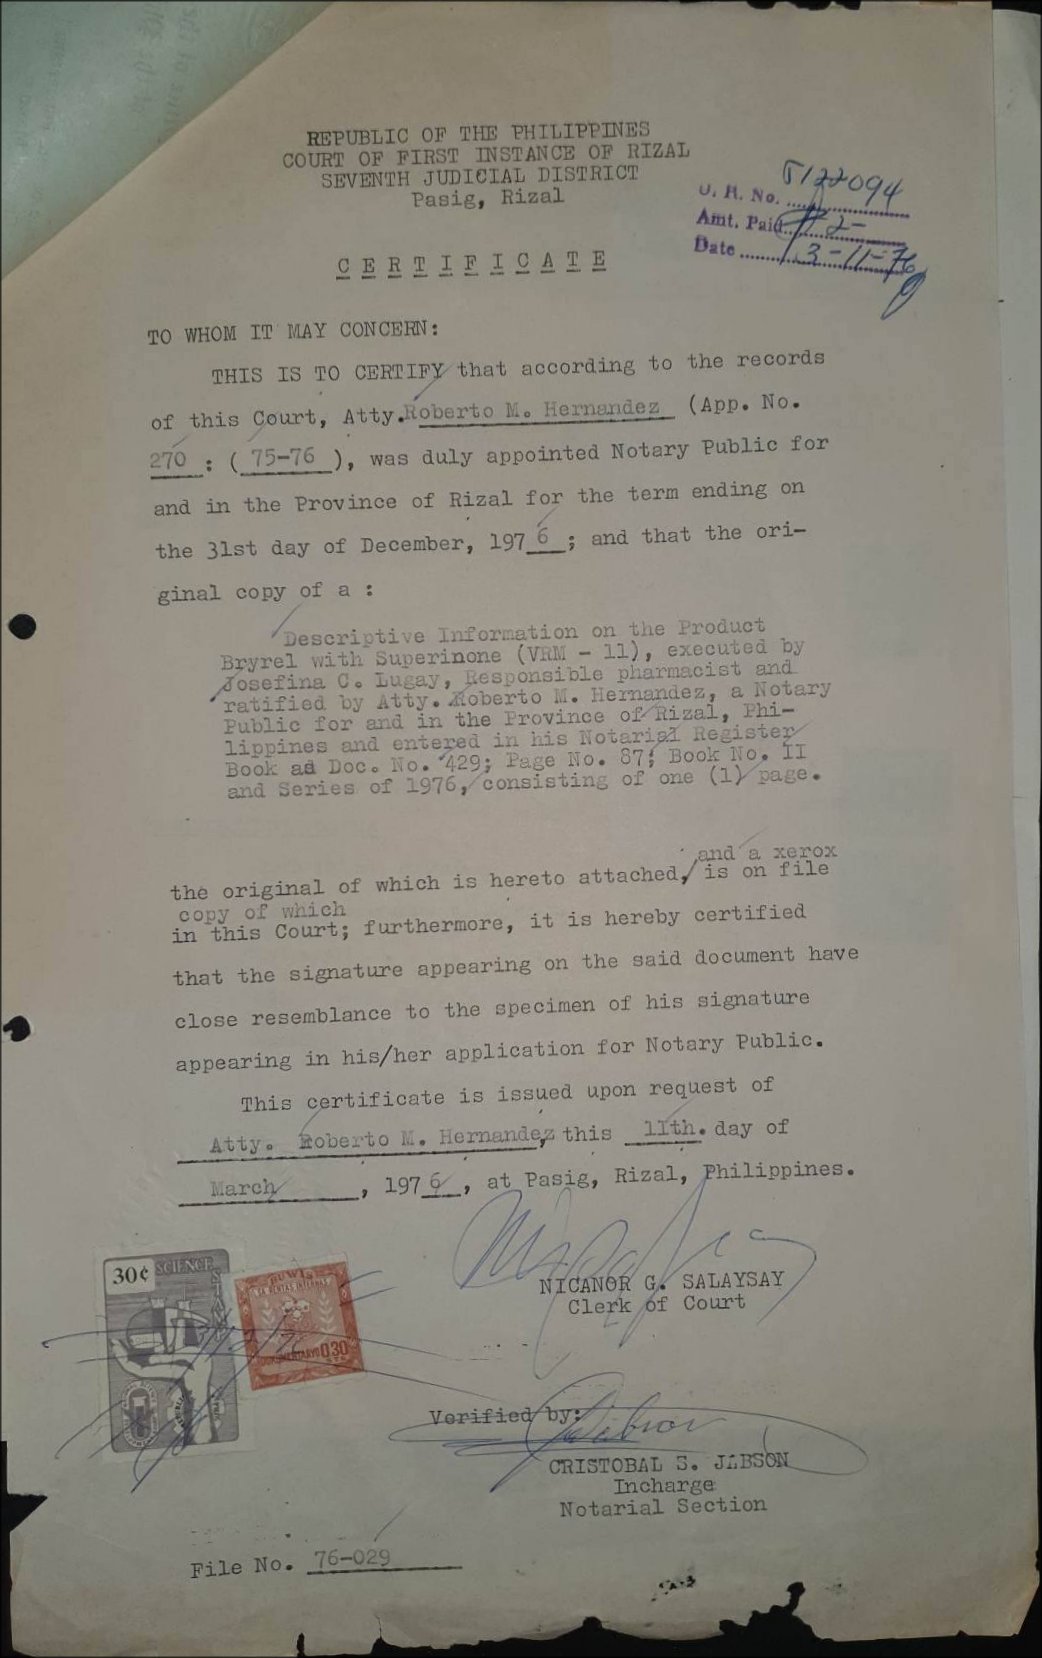 REPUBLIC OF THE PHILIPPINES
COURT OF FIRST INSTANCE OF RIZAL
SEVENTH JUDICIAL DISTRICT
Pasig, Rizal
O. R. No. 5122094
Amt. Paid ₱2-
Date 3-11-76
C E R T I F I C A T E
TO WHOM IT MAY CONCERN:
THIS IS TO CERTIFY that according to the records
of this Court, Atty. Roberto M. Hernandez (App. No.
270 : ( 75-76 ), was duly appointed Notary Public for
and in the Province of Rizal for the term ending on
the 31st day of December, 1976 ; and that the ori-
ginal copy of a :
Descriptive Information on the Product
Bryrel with Superinone (VRM - 11), executed by
Josefina C. Lugay, Responsible pharmacist and
ratified by Atty. Roberto M. Hernandez, a Notary
Public for and in the Province of Rizal, Phi-
lippines and entered in his Notarial Register
Book ad Doc. No. 429; Page No. 87; Book No. II
and Series of 1976, consisting of one (1) page.
and a xerox
the original of which is hereto attached,/ is on file
copy of which
in this Court; furthermore, it is hereby certified
that the signature appearing on the said document have
close resemblance to the specimen of his signature
appearing in his/her application for Notary Public.
This certificate is issued upon request of
Atty. Roberto M. Hernandez, this 11th. day of
March , 1976 , at Pasig, Rizal, Philippines.
NICANOR G. SALAYSAY
Clerk of Court
30¢ SCIENCE
STAMP
BUWIS
SA RENTAS INTERNAS
DOKUMENTARYO 0.30
Verified by:
CRISTOBAL S. JABSON
Incharge
Notarial Section
File No. 76-029